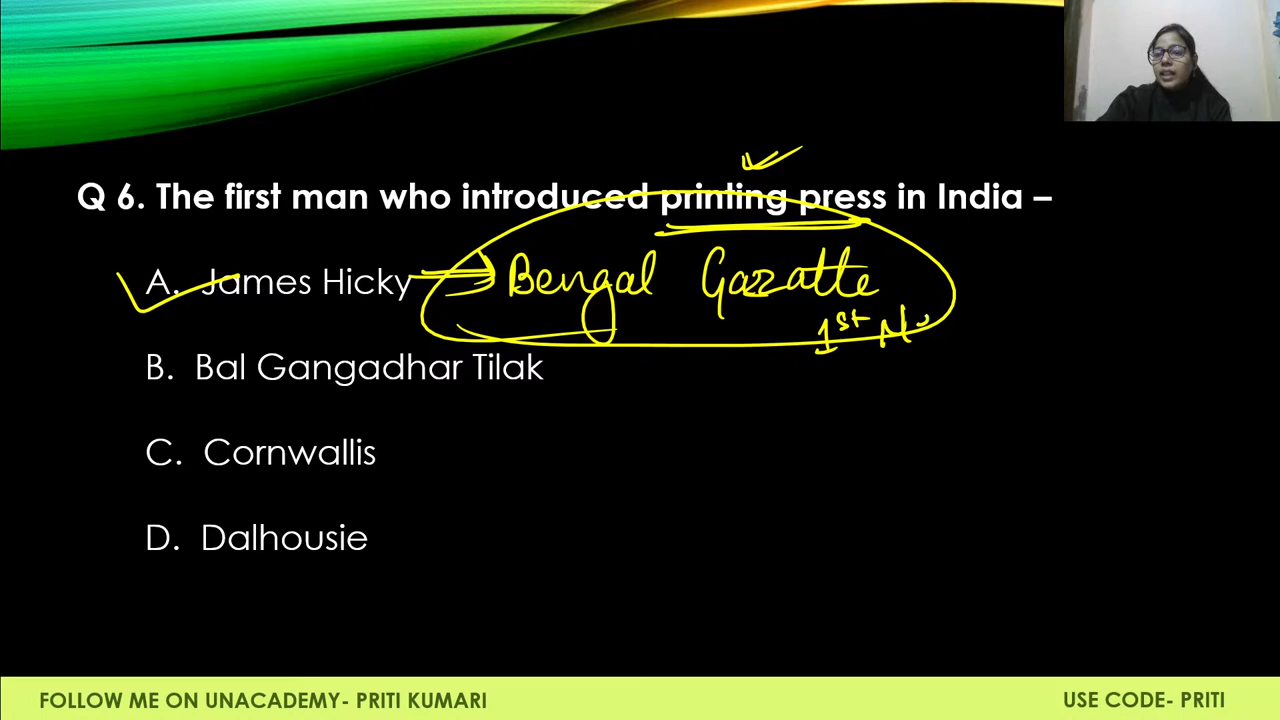 Q 6. The first man who introduced printing press in India –
A. James Hicky
Bengal Gazatte
1st N
B. Bal Gangadhar Tilak
C. Cornwallis
D. Dalhousie
FOLLOW ME ON UNACADEMY- PRITI KUMARI
USE CODE- PRITI